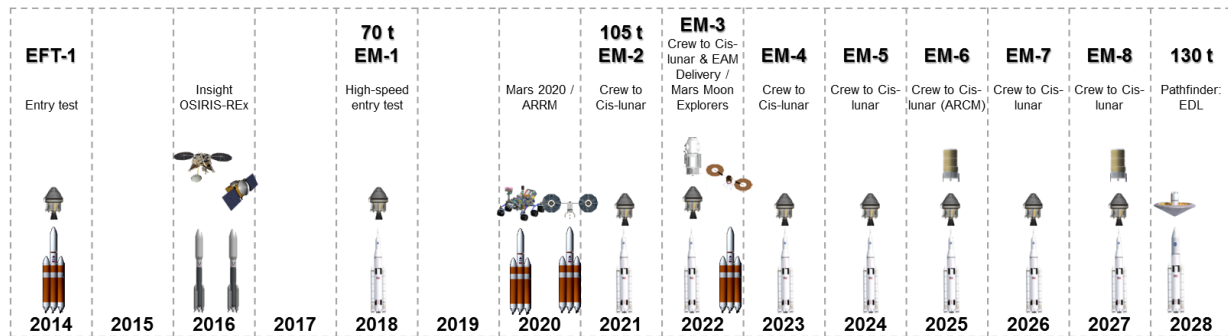 EFT-1
Entry test
Insight
OSIRIS-REx
70 t
EM-1
High-speed
entry test
Mars 2020 /
ARRM
105 t
EM-2
Crew to
Cis-lunar
EM-3
Crew to Cis-
lunar & EAM
Delivery /
Mars Moon
Explorers
EM-4
Crew to
Cis-lunar
EM-5
Crew to Cis-
lunar
EM-6
Crew to Cis-
lunar (ARCM)
EM-7
Crew to Cis-
lunar
EM-8
Crew to Cis-
lunar
130 t
Pathfinder:
EDL
2014
2015
2016
2017
2018
2019
2020
2021
2022
2023
2024
2025
2026
2027
2028